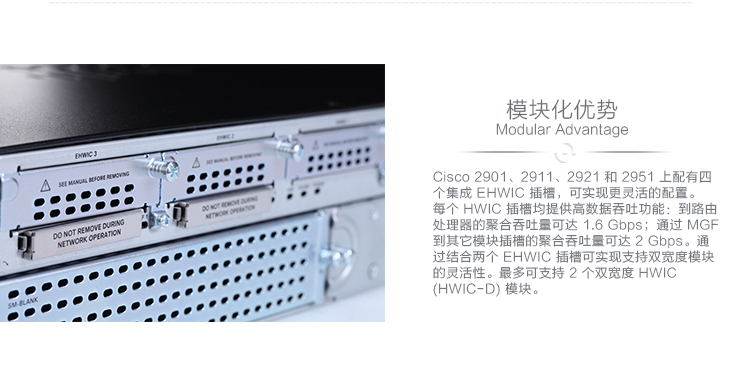 模块化优势
Modular Advantage
Cisco 2901、2911、2921 和 2951 上配有四
个集成 EHWIC 插槽，可实现更灵活的配置。
每个 HWIC 插槽均提供高数据吞吐功能：到路由
处理器的聚合吞吐量可达 1.6 Gbps；通过 MGF
到其它模块插槽的聚合吞吐量可达 2 Gbps。通
过结合两个 EHWIC 插槽可实现支持双宽度模块
的灵活性。最多可支持 2 个双宽度 HWIC
(HWIC-D) 模块。
EHWIC 3
EHWIC 2
SEE MANUAL BEFORE REMOVING
SEE MANUAL BEFORE REMOVING
SEE MANUAL BEFORE REMOVING
DO NOT REMOVE DURING
NETWORK OPERATION
DO NOT REMOVE DURING
NETWORK OPERATION
SM-BLANK